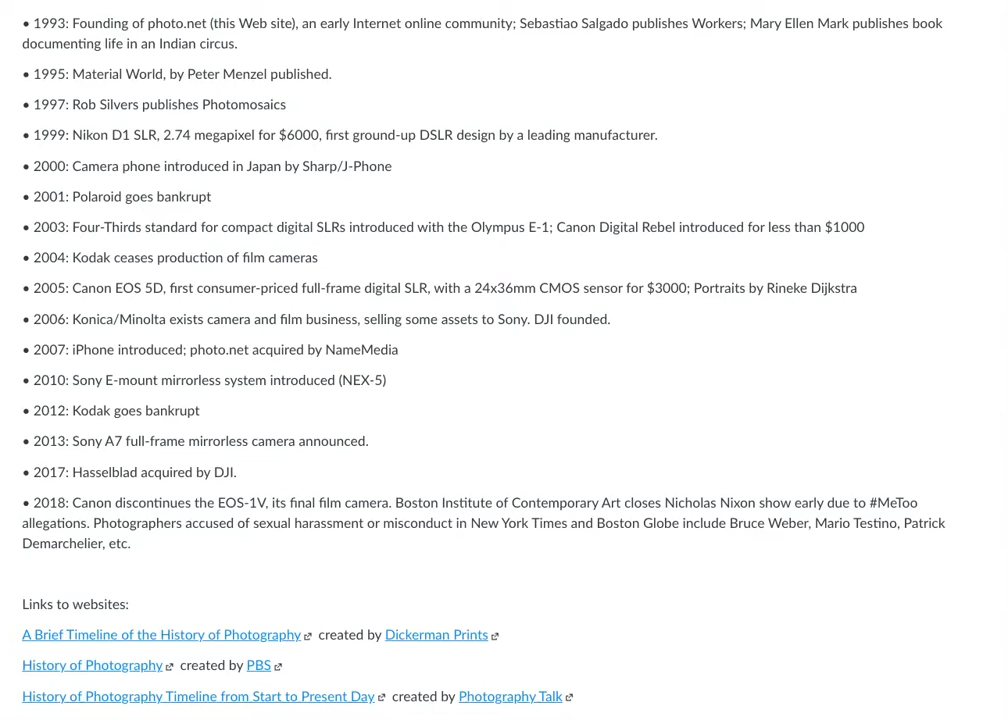 • 1993: Founding of photo.net (this Web site), an early Internet online community; Sebastiao Salgado publishes Workers; Mary Ellen Mark publishes book
documenting life in an Indian circus.
• 1995: Material World, by Peter Menzel published.
• 1997: Rob Silvers publishes Photomosaics
• 1999: Nikon D1 SLR, 2.74 megapixel for $6000, first ground-up DSLR design by a leading manufacturer.
• 2000: Camera phone introduced in Japan by Sharp/J-Phone
• 2001: Polaroid goes bankrupt
• 2003: Four-Thirds standard for compact digital SLRs introduced with the Olympus E-1; Canon Digital Rebel introduced for less than $1000
• 2004: Kodak ceases production of film cameras
• 2005: Canon EOS 5D, first consumer-priced full-frame digital SLR, with a 24x36mm CMOS sensor for $3000; Portraits by Rineke Dijkstra
• 2006: Konica/Minolta exists camera and film business, selling some assets to Sony. DJI founded.
• 2007: iPhone introduced; photo.net acquired by NameMedia
• 2010: Sony E-mount mirrorless system introduced (NEX-5)
• 2012: Kodak goes bankrupt
• 2013: Sony A7 full-frame mirrorless camera announced.
• 2017: Hasselblad acquired by DJI.
• 2018: Canon discontinues the EOS-1V, its final film camera. Boston Institute of Contemporary Art closes Nicholas Nixon show early due to #MeToo
allegations. Photographers accused of sexual harassment or misconduct in New York Times and Boston Globe include Bruce Weber, Mario Testino, Patrick
Demarchelier, etc.
Links to websites:
A Brief Timeline of the History of Photography created by Dickerman Prints
History of Photography created by PBS
History of Photography Timeline from Start to Present Day created by Photography Talk